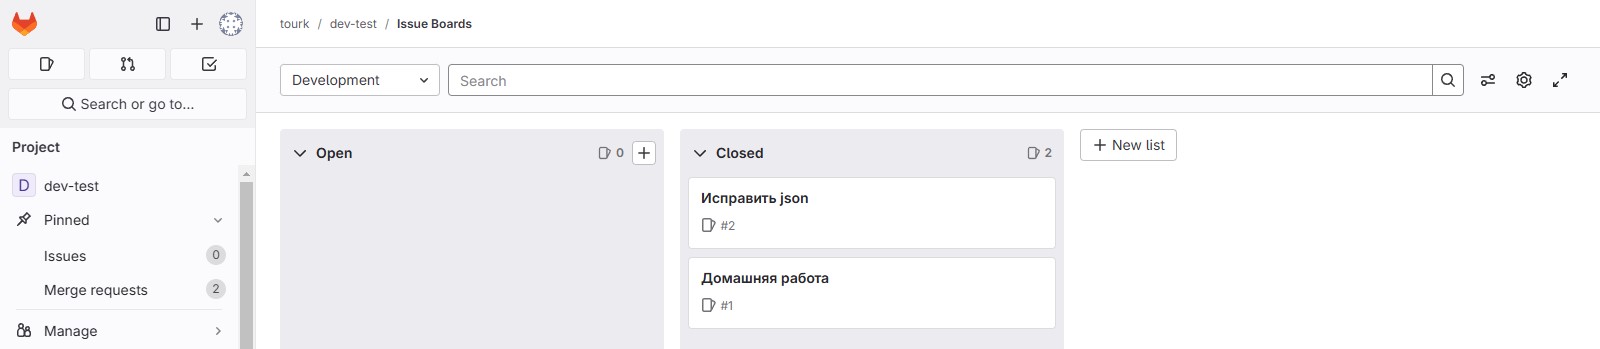 tourk / dev-test / Issue Boards
Development
Search
Search or go to...
Project
D dev-test
Pinned
Issues 0
Merge requests 2
Manage
Open 0
Closed 2
New list
Исправить json
#2
Домашняя работа
#1